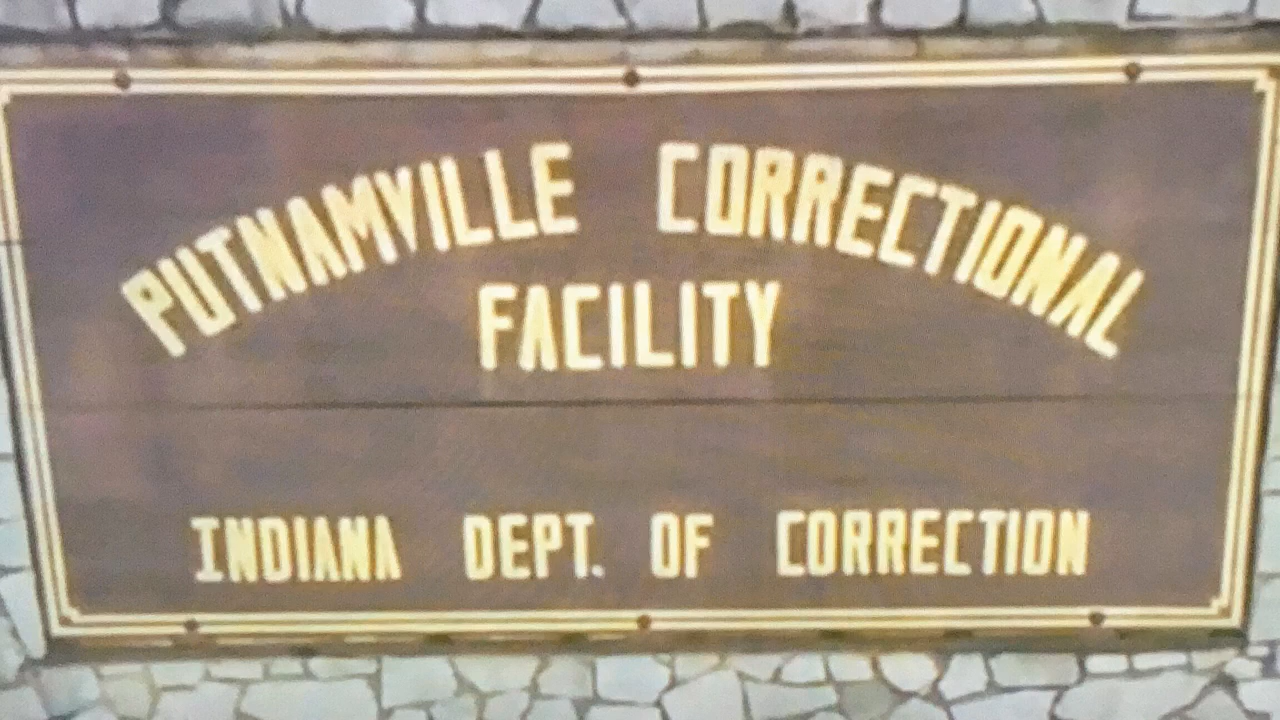 PUTNAMVILLE CORRECTIONAL
FACILITY
INDIANA DEPT. OF CORRECTION